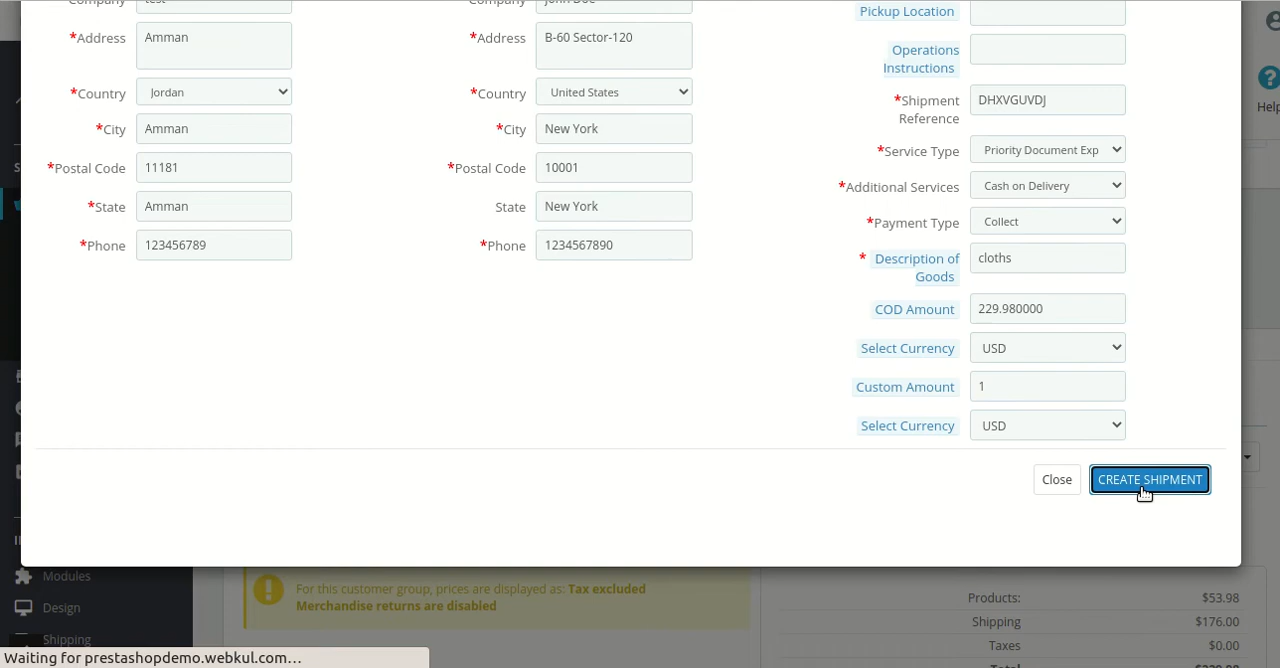 Company
test
Company
John Doe
Pickup Location
*Address
Amman
*Address
B-60 Sector-120
Operations
Instructions
*Country
Jordan
*Country
United States
*Shipment
Reference
DHXVGUVDJ
*City
Amman
*City
New York
*Service Type
Priority Document Exp
*Postal Code
11181
*Postal Code
10001
*Additional Services
Cash on Delivery
*State
Amman
State
New York
*Payment Type
Collect
*Phone
123456789
*Phone
1234567890
* Description of
Goods
cloths
COD Amount
229.980000
Select Currency
USD
Custom Amount
1
Select Currency
USD
Close
CREATE SHIPMENT
Help
Modules
Design
Shipping
For this customer group, prices are displayed as: Tax excluded
Merchandise returns are disabled
Products:
$53.98
Shipping
$176.00
Taxes
$0.00
Waiting for prestashopdemo.webkul.com...